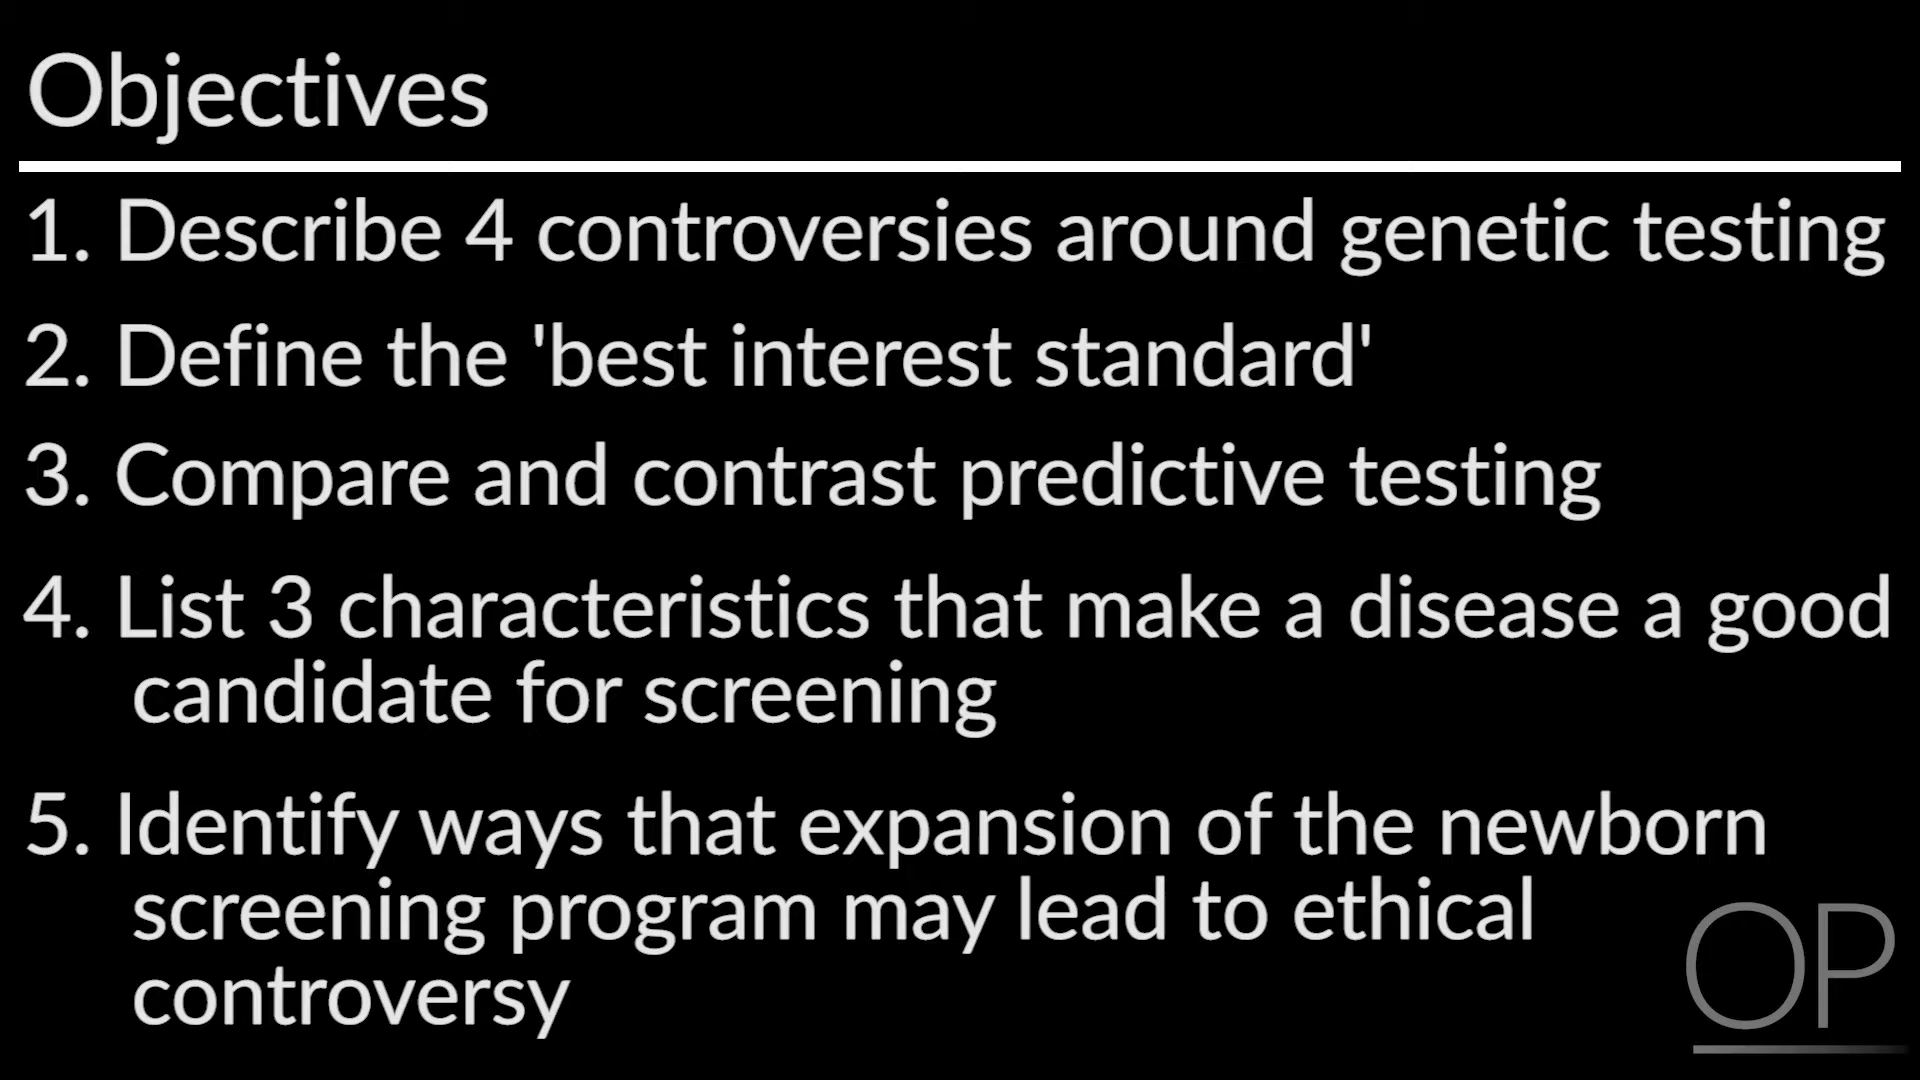 Objectives
1. Describe 4 controversies around genetic testing
2. Define the 'best interest standard'
3. Compare and contrast predictive testing
4. List 3 characteristics that make a disease a good
candidate for screening
5. Identify ways that expansion of the newborn
screening program may lead to ethical
controversy
OP